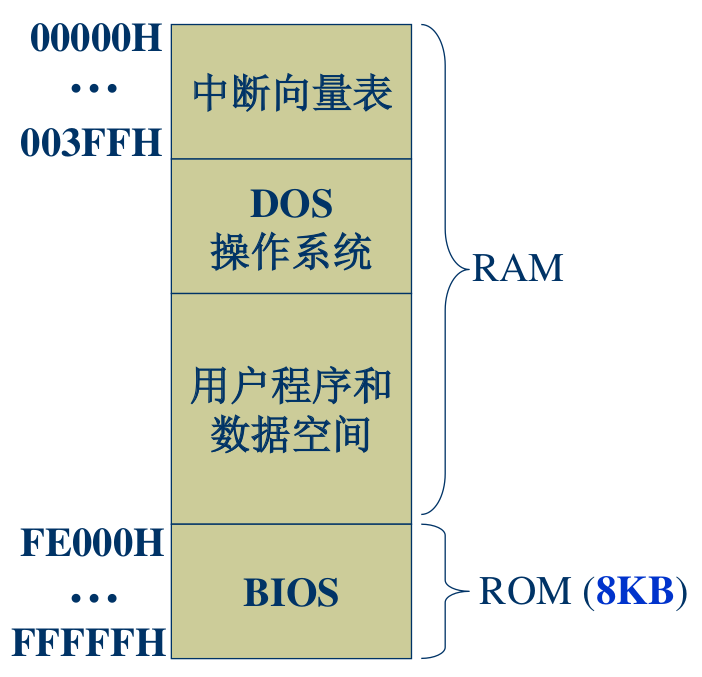 00000H
…
003FFH
中断向量表
DOS
操作系统
RAM
用户程序和
数据空间
FE000H
…
FFFFFH
BIOS
ROM (8KB)